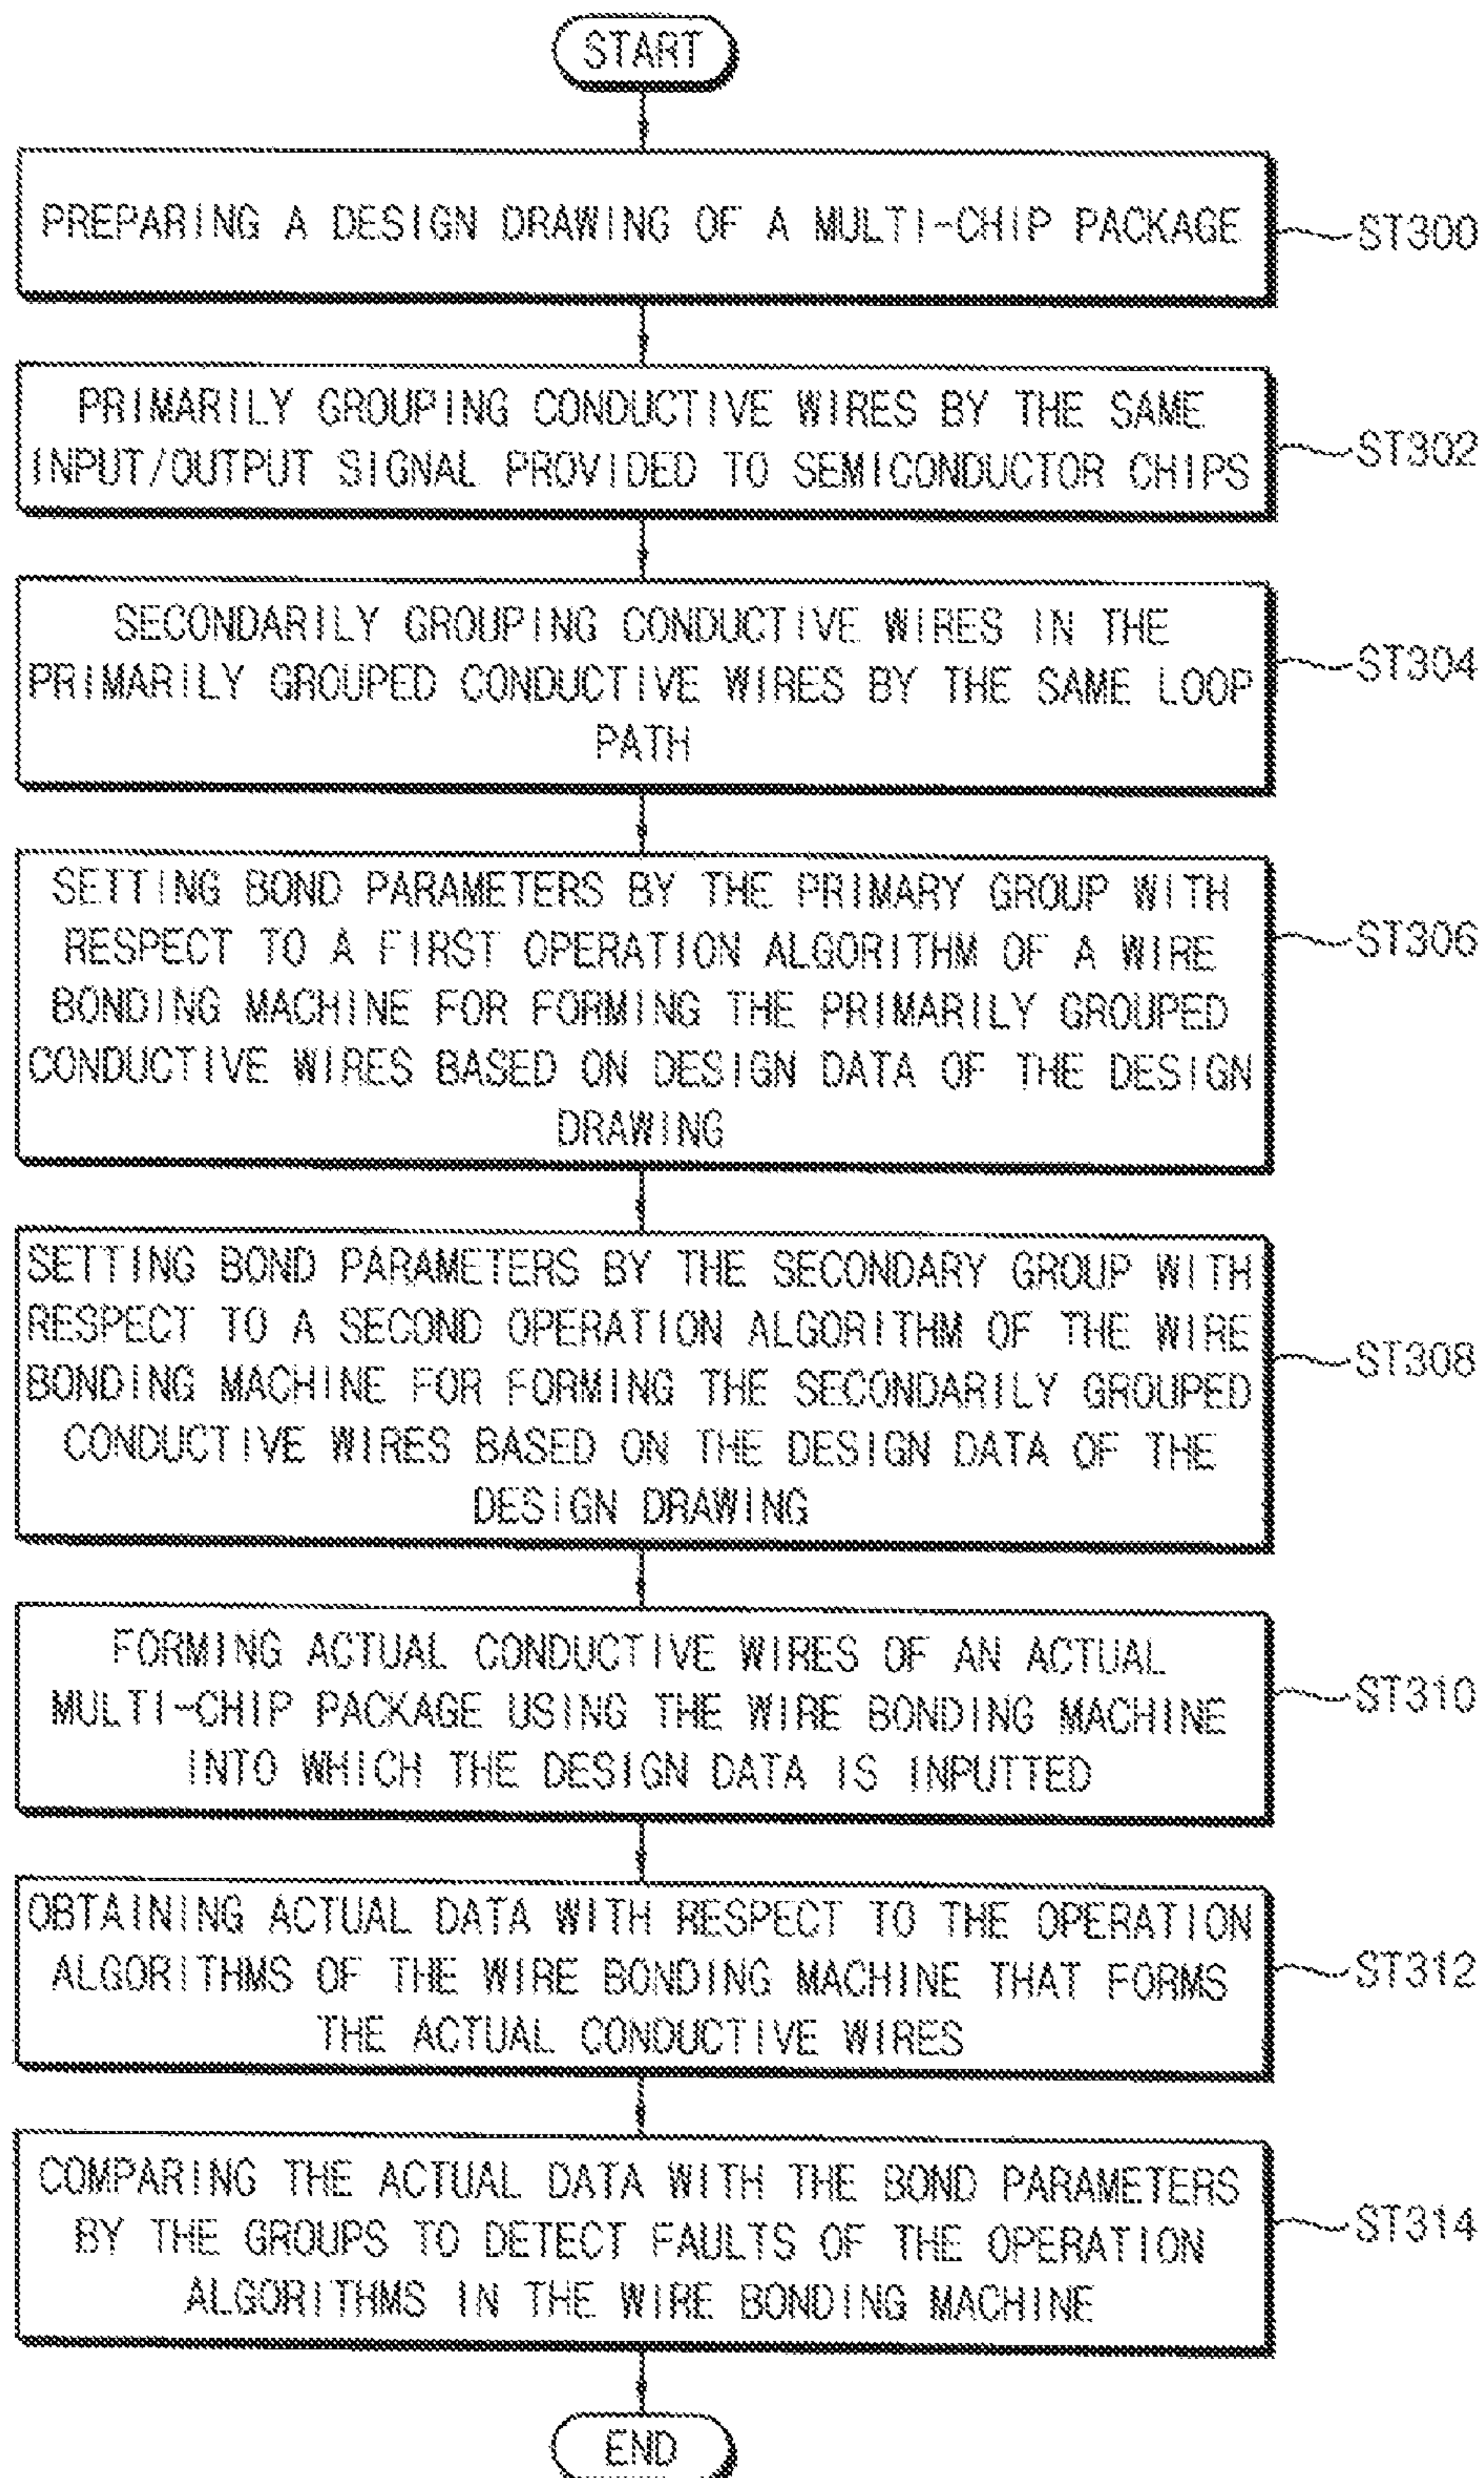 START
PREPARING A DESIGN DRAWING OF A MULTI-CHIP PACKAGE
ST300
PRIMARILY GROUPING CONDUCTIVE WIRES BY THE SAME
INPUT/OUTPUT SIGNAL PROVIDED TO SEMICONDUCTOR CHIPS
ST302
SECONDARILY GROUPING CONDUCTIVE WIRES IN THE
PRIMARILY GROUPED CONDUCTIVE WIRES BY THE SAME LOOP
PATH
ST304
SETTING BOND PARAMETERS BY THE PRIMARY GROUP WITH
RESPECT TO A FIRST OPERATION ALGORITHM OF A WIRE
BONDING MACHINE FOR FORMING THE PRIMARILY GROUPED
CONDUCTIVE WIRES BASED ON DESIGN DATA OF THE DESIGN
DRAWING
ST306
SETTING BOND PARAMETERS BY THE SECONDARY GROUP WITH
RESPECT TO A SECOND OPERATION ALGORITHM OF THE WIRE
BONDING MACHINE FOR FORMING THE SECONDARILY GROUPED
CONDUCTIVE WIRES BASED ON THE DESIGN DATA OF THE
DESIGN DRAWING
ST308
FORMING ACTUAL CONDUCTIVE WIRES OF AN ACTUAL
MULTI-CHIP PACKAGE USING THE WIRE BONDING MACHINE
INTO WHICH THE DESIGN DATA IS INPUTTED
ST310
OBTAINING ACTUAL DATA WITH RESPECT TO THE OPERATION
ALGORITHMS OF THE WIRE BONDING MACHINE THAT FORMS
THE ACTUAL CONDUCTIVE WIRES
ST312
COMPARING THE ACTUAL DATA WITH THE BOND PARAMETERS
BY THE GROUPS TO DETECT FAULTS OF THE OPERATION
ALGORITHMS IN THE WIRE BONDING MACHINE
ST314
END